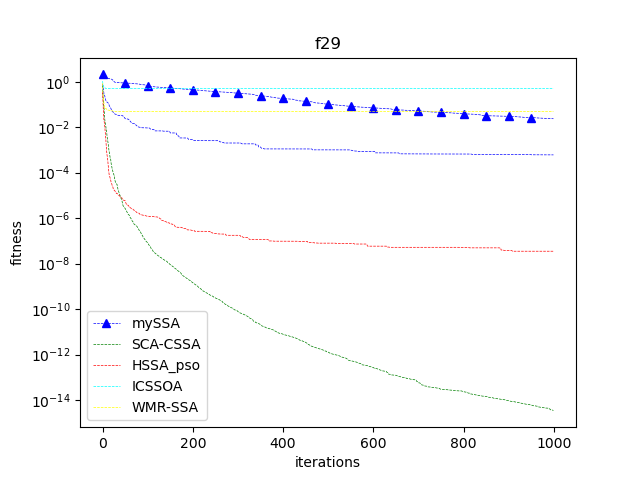 f29
fitness
10^0
10^-2
10^-4
10^-6
10^-8
10^-10
10^-12
10^-14
mySSA
SCA-CSSA
HSSA_pso
ICSSOA
WMR-SSA
0 200 400 600 800 1000
iterations